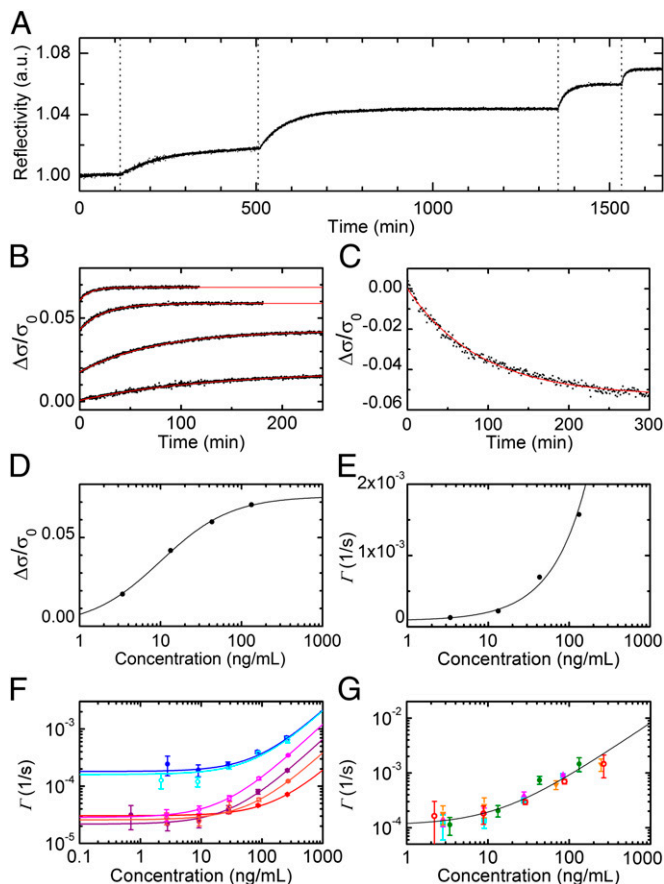 A
Reflectivity (a.u.)
1.08
1.04
1.00
0
500
1000
1500
Time (min)
B
Δσ/σ0
0.05
0.00
0
100
200
Time (min)
C
Δσ/σ0
0.00
-0.02
-0.04
-0.06
0
100
200
300
Time (min)
D
Δσ/σ0
0.05
0.00
1
10
100
1000
Concentration (ng/mL)
E
Γ (1/s)
2x10-3
1x10-3
0
1
10
100
1000
Concentration (ng/mL)
F
Γ (1/s)
10-3
10-4
10-5
0.1
1
10
100
1000
Concentration (ng/mL)
G
Γ (1/s)
10-2
10-3
10-4
1
10
100
1000
Concentration (ng/mL)